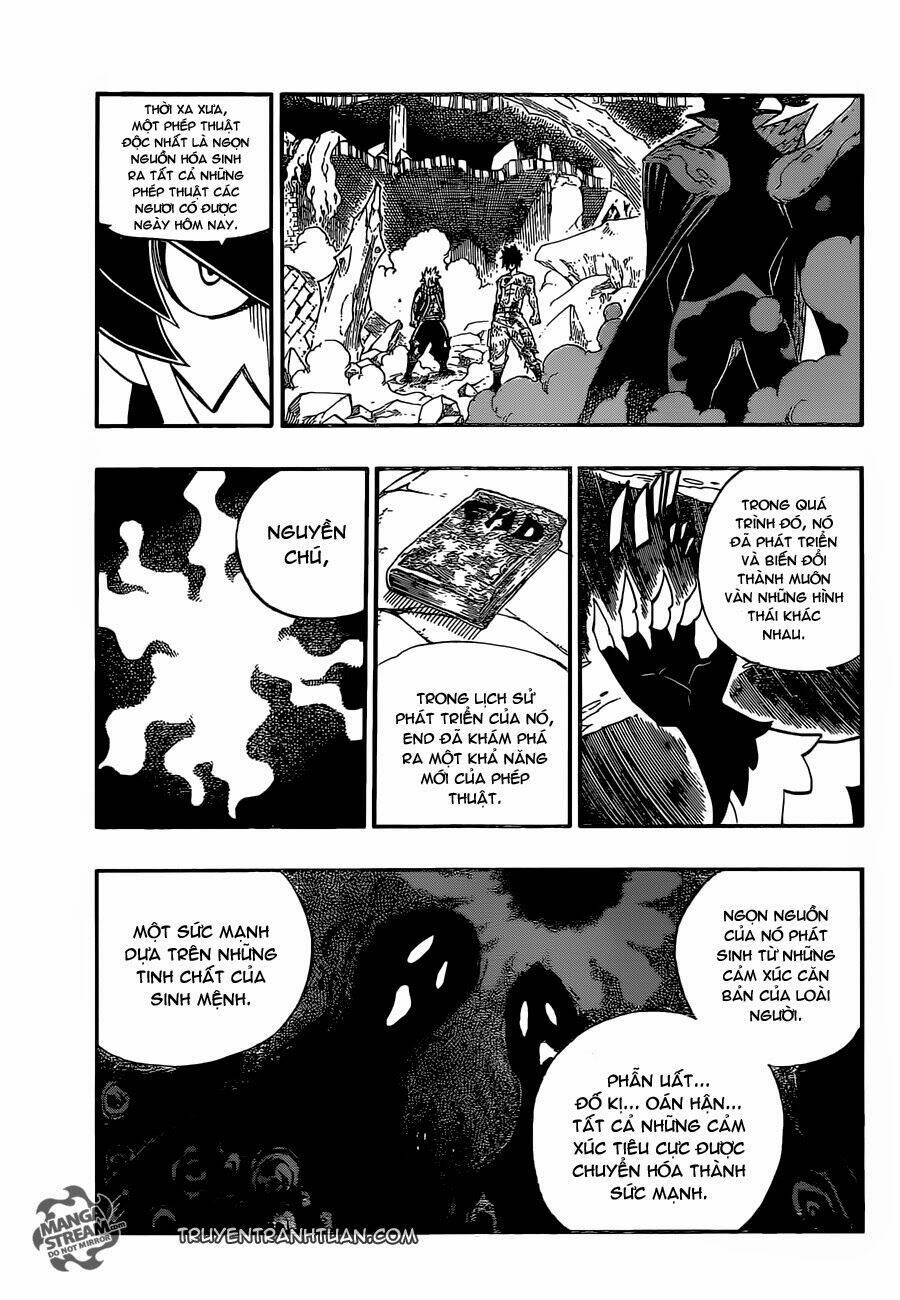 THỜI XA XƯA,
MỘT PHÉP THUẬT
ĐỘC NHẤT LÀ NGỌN
NGUỒN HÓA SINH
RA TẤT CẢ NHỮNG
PHÉP THUẬT CÁC
NGƯƠI CÓ ĐƯỢC
NGÀY HÔM NAY.
TRONG QUÁ
TRÌNH ĐÓ, NÓ
ĐÃ PHÁT TRIỂN
VÀ BIẾN ĐỔI
THÀNH MUÔN
VÀN NHỮNG HÌNH
THÁI KHÁC
NHAU.
END
TRONG LỊCH SỬ
PHÁT TRIỂN CỦA NÓ,
END ĐÃ KHÁM PHÁ
RA MỘT KHẢ NĂNG
MỚI CỦA PHÉP
THUẬT.
NGUYỀN
CHÚ,
MỘT SỨC MẠNH
DỰA TRÊN NHỮNG
TINH CHẤT CỦA
SINH MỆNH.
NGỌN NGUỒN
CỦA NÓ PHÁT
SINH TỪ NHỮNG
CẢM XÚC CĂN
BẢN CỦA LOÀI
NGƯỜI.
PHẪN UẤT...
ĐỐ KỊ... OÁN HẬN...
TẤT CẢ NHỮNG CẢM
XÚC TIÊU CỰC ĐƯỢC
CHUYỂN HÓA THÀNH
SỨC MẠNH.
MANGA
STREAM.com
DO NOT MIRROR!
TRUYENTRANHTUAN.COM